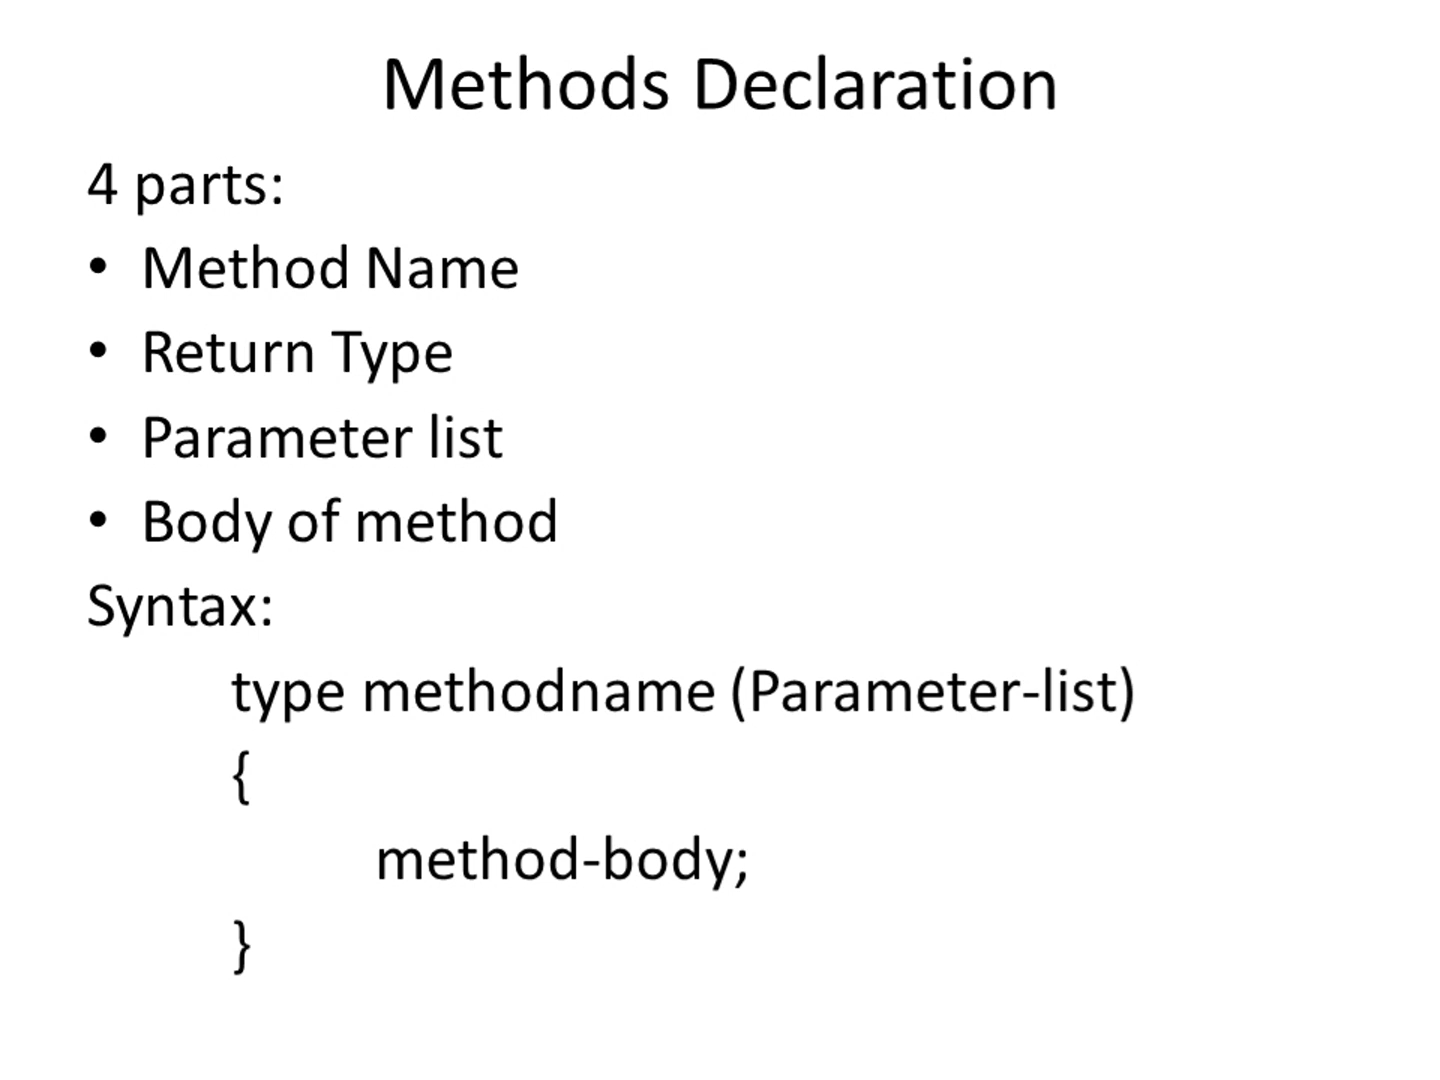 Methods Declaration
4 parts:
• Method Name
• Return Type
• Parameter list
• Body of method
Syntax:
type methodname (Parameter-list)
{
method-body;
}